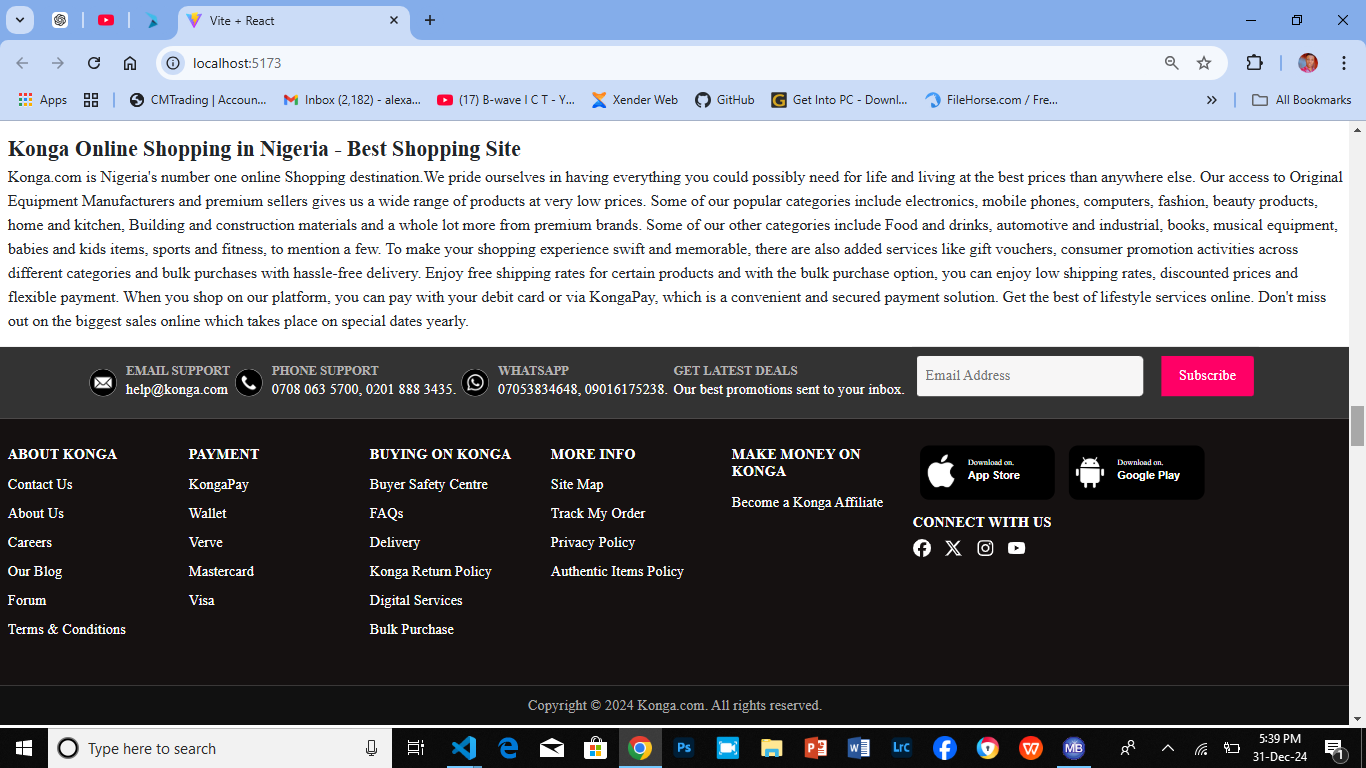 Vite + React
localhost:5173
Apps
CMTrading | Accoun...
Inbox (2,182) - alexa...
(17) B-wave I C T - Y...
Xender Web
GitHub
Get Into PC - Downl...
FileHorse.com / Fre...
All Bookmarks
Konga Online Shopping in Nigeria - Best Shopping Site
Konga.com is Nigeria's number one online Shopping destination.We pride ourselves in having everything you could possibly need for life and living at the best prices than anywhere else. Our access to Original
Equipment Manufacturers and premium sellers gives us a wide range of products at very low prices. Some of our popular categories include electronics, mobile phones, computers, fashion, beauty products,
home and kitchen, Building and construction materials and a whole lot more from premium brands. Some of our other categories include Food and drinks, automotive and industrial, books, musical equipment,
babies and kids items, sports and fitness, to mention a few. To make your shopping experience swift and memorable, there are also added services like gift vouchers, consumer promotion activities across
different categories and bulk purchases with hassle-free delivery. Enjoy free shipping rates for certain products and with the bulk purchase option, you can enjoy low shipping rates, discounted prices and
flexible payment. When you shop on our platform, you can pay with your debit card or via KongaPay, which is a convenient and secured payment solution. Get the best of lifestyle services online. Don't miss
out on the biggest sales online which takes place on special dates yearly.
EMAIL SUPPORT
help@konga.com
PHONE SUPPORT
0708 063 5700, 0201 888 3435.
WHATSAPP
07053834648, 09016175238.
GET LATEST DEALS
Our best promotions sent to your inbox.
Email Address
Subscribe
ABOUT KONGA
Contact Us
About Us
Careers
Our Blog
Forum
Terms & Conditions
PAYMENT
KongaPay
Wallet
Verve
Mastercard
Visa
BUYING ON KONGA
Buyer Safety Centre
FAQs
Delivery
Konga Return Policy
Digital Services
Bulk Purchase
MORE INFO
Site Map
Track My Order
Privacy Policy
Authentic Items Policy
MAKE MONEY ON
KONGA
Become a Konga Affiliate
Download on.
App Store
Download on.
Google Play
CONNECT WITH US
Copyright © 2024 Konga.com. All rights reserved.
Type here to search
Ps
Lrc
MB
5:39 PM
31-Dec-24
1